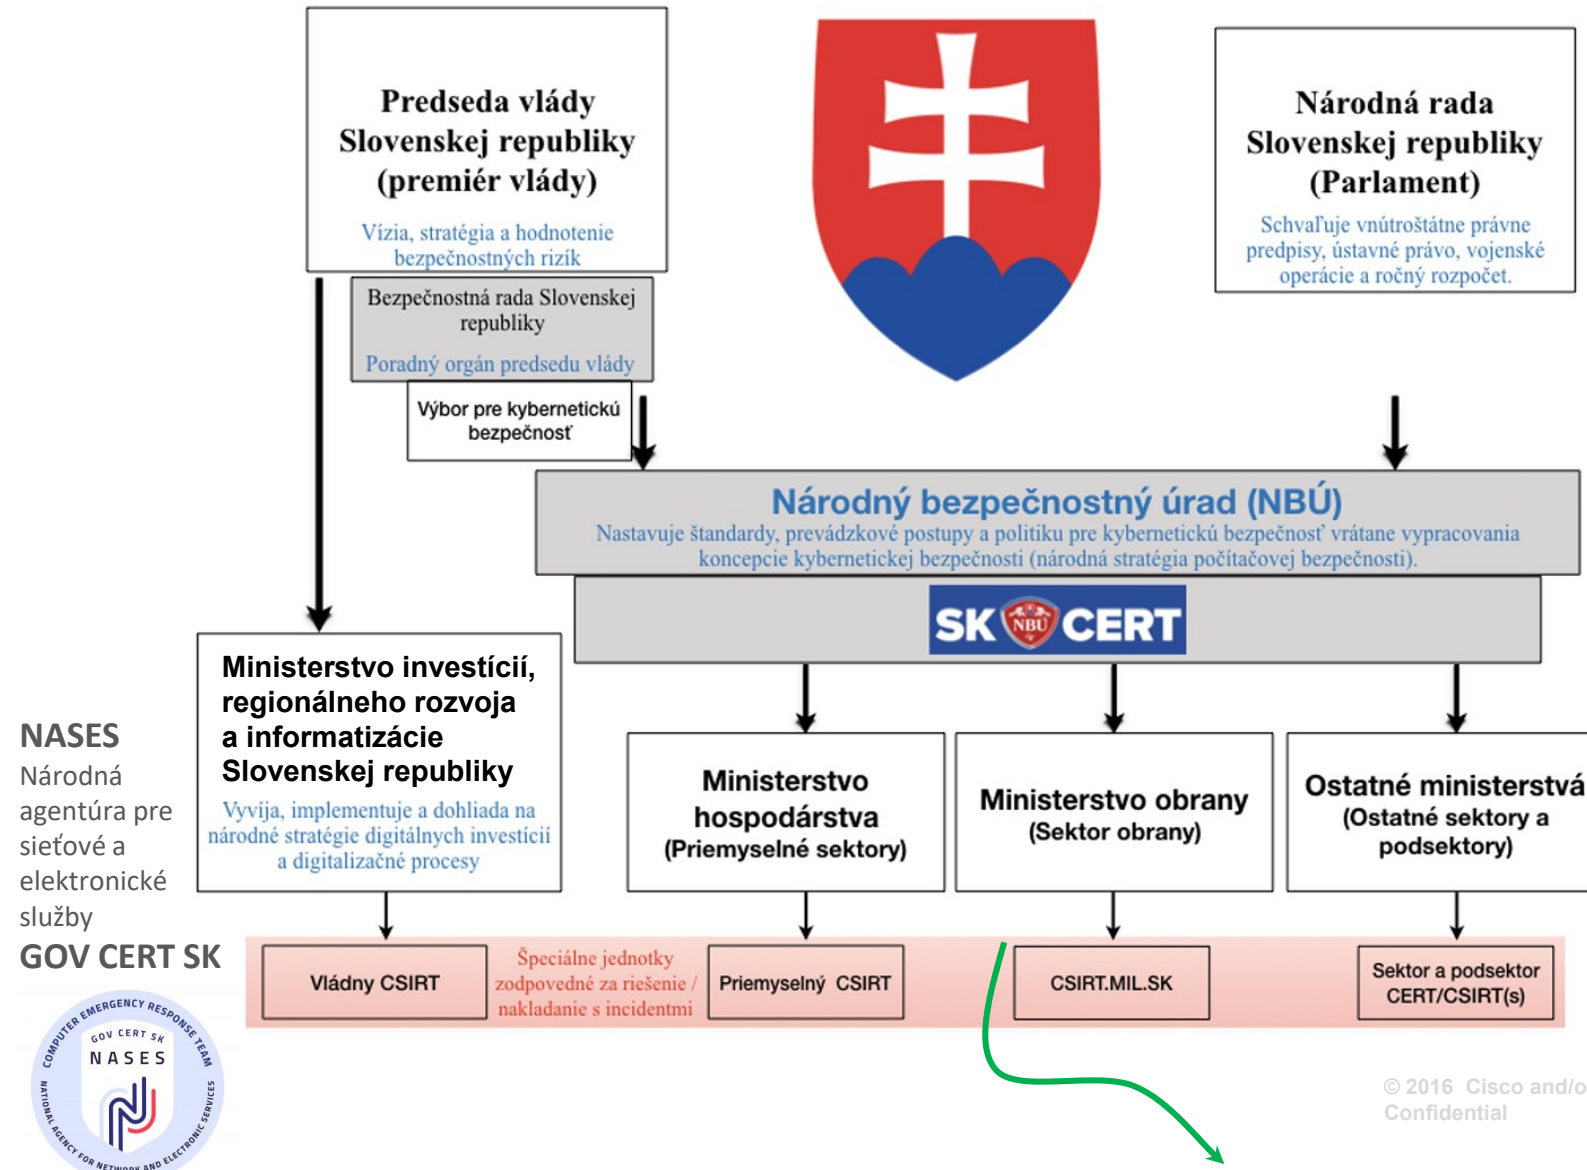 Predseda vlády
Slovenskej republiky
(premiér vlády)
Vízia, stratégia a hodnotenie
bezpečnostných rizík
Bezpečnostná rada Slovenskej
republiky
Poradný orgán predsedu vlády
Výbor pre kybernetickú
bezpečnosť
Národná rada
Slovenskej republiky
(Parlament)
Schvaľuje vnútroštátne právne
predpisy, ústavné právo, vojenské
operácie a ročný rozpočet.
Národný bezpečnostný úrad (NBÚ)
Nastavuje štandardy, prevádzkové postupy a politiku pre kybernetickú bezpečnosť vrátane vypracovania
koncepcie kybernetickej bezpečnosti (národná stratégia počítačovej bezpečnosti).
SK NBÚ CERT
Ministerstvo investícií,
regionálneho rozvoja
a informatizácie
Slovenskej republiky
Vyvíja, implementuje a dohliada na
národné stratégie digitálnych investícií
a digitalizačné procesy
Ministerstvo
hospodárstva
(Priemyselné sektory)
Ministerstvo obrany
(Sektor obrany)
Ostatné ministerstvá
(Ostatné sektory a
podsektory)
NASES
Národná
agentúra pre
sieťové a
elektronické
služby
GOV CERT SK
Vládny CSIRT
Špeciálne jednotky
zodpovedné za riešenie /
nakladanie s incidentmi
Priemyselný CSIRT
CSIRT.MIL.SK
Sektor a podsektor
CERT/CSIRT(s)
COMPUTER EMERGENCY RESPONSE TEAM
GOV CERT SK
NASES
NATIONAL AGENCY FOR NETWORK AND ELECTRONIC SERVICES
© 2016 Cisco and/o
Confidential